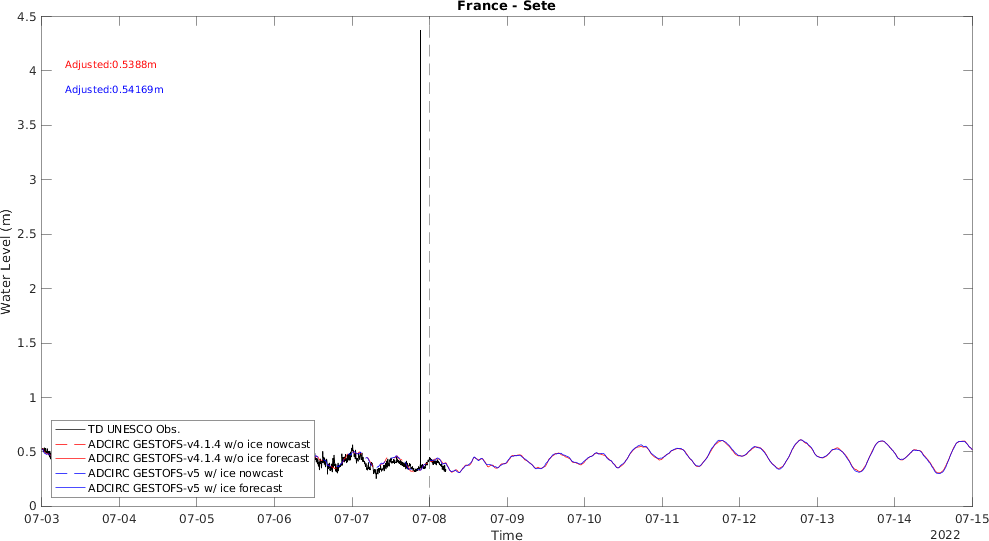 France - Sete
Adjusted:0.5388m
Adjusted:0.54169m
Water Level (m)
4.5
4
3.5
3
2.5
2
1.5
1
0.5
0
TD UNESCO Obs.
ADCIRC GESTOFS-v4.1.4 w/o ice nowcast
ADCIRC GESTOFS-v4.1.4 w/o ice forecast
ADCIRC GESTOFS-v5 w/ ice nowcast
ADCIRC GESTOFS-v5 w/ ice forecast
07-03 07-04 07-05 07-06 07-07 07-08 07-09 07-10 07-11 07-12 07-13 07-14 07-15
Time
2022